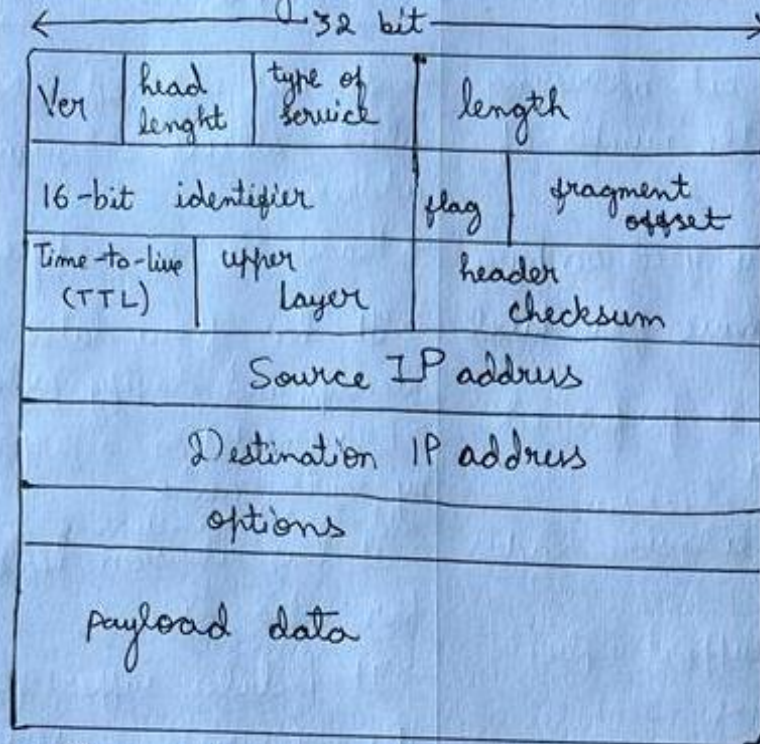 32 bit
Ver head lenght type of service length
16-bit identifier flag fragment offset
Time-to-live (TTL) upper Layer header checksum
Source IP address
Destination IP address
options
payload data